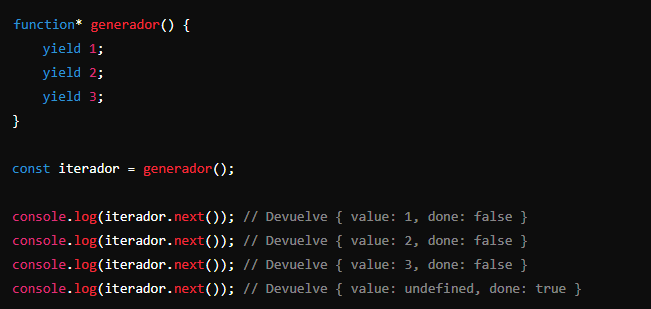 function* generador() {
    yield 1;
    yield 2;
    yield 3;
}
const iterador = generador();
console.log(iterador.next()); // Devuelve { value: 1, done: false }
console.log(iterador.next()); // Devuelve { value: 2, done: false }
console.log(iterador.next()); // Devuelve { value: 3, done: false }
console.log(iterador.next()); // Devuelve { value: undefined, done: true }